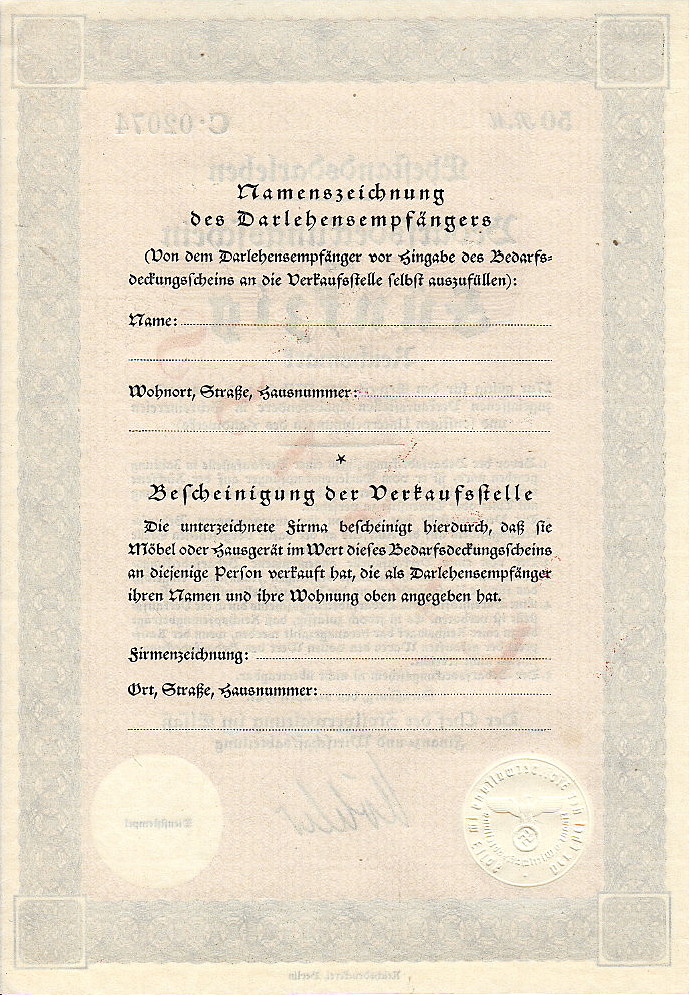 Namenszeichnung
des Darlehensempfängers
(Von dem Darlehensempfänger vor Hingabe des Bedarfs-
deckungsscheins an die Verkaufsstelle selbst auszufüllen):
Name:
Wohnort, Straße, Hausnummer:
*
Bescheinigung der Verkaufsstelle
Die unterzeichnete Firma bescheinigt hierdurch, daß sie
Möbel oder Hausgerät im Wert dieses Bedarfsdeckungsscheins
an diejenige Person verkauft hat, die als Darlehensempfänger
ihren Namen und ihre Wohnung oben angegeben hat.
Firmenzeichnung:
Ort, Straße, Hausnummer: